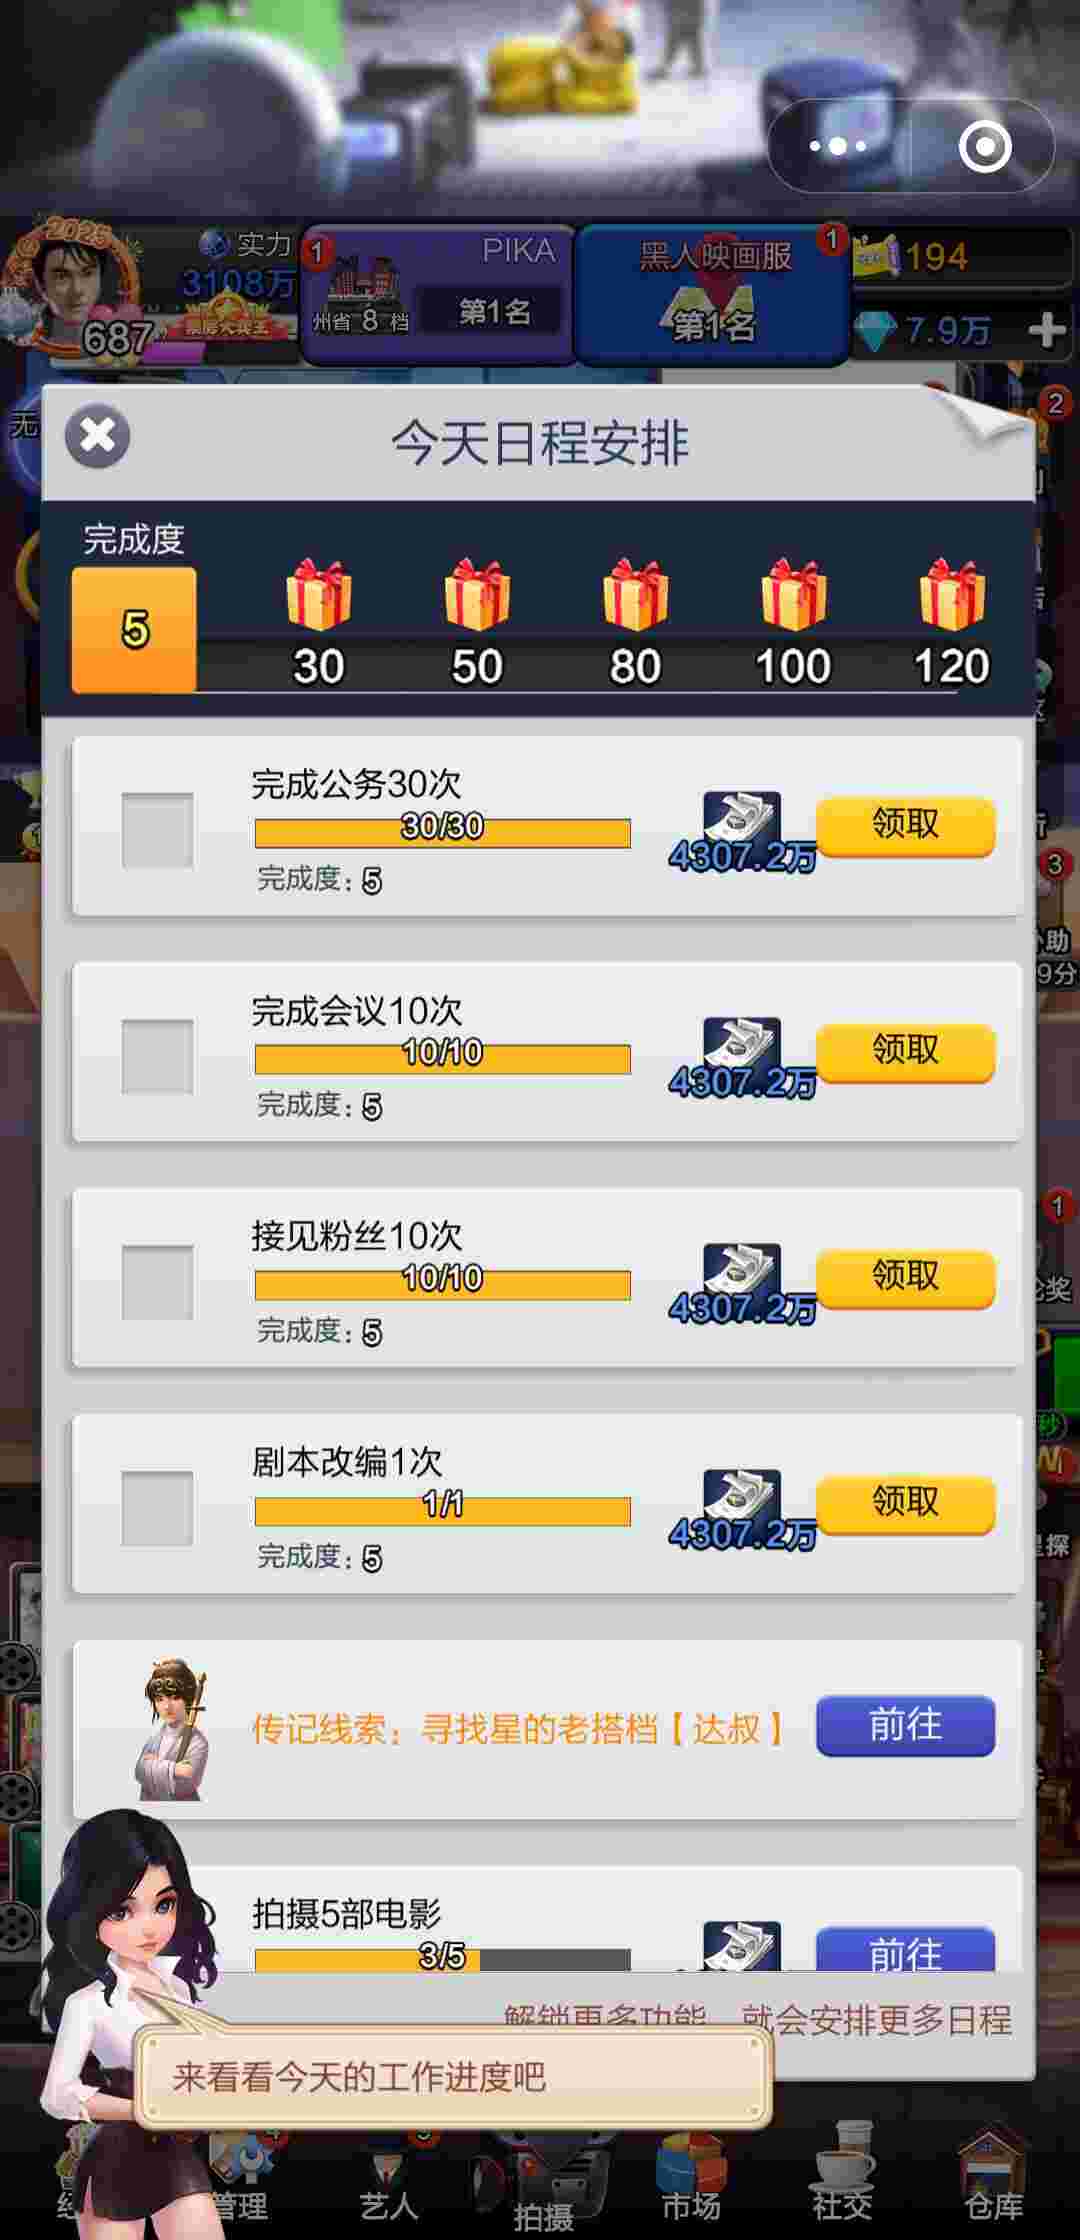 2025
实力
3108万
687
票房大卖王
1
PIKA
州省 8 档
第1名
黑人映画服
1
第1名
194
7.9万
无
2
今天日程安排
完成度
5
30
50
80
100
120
完成公务30次
30/30
完成度: 5
4307.2万
领取
完成会议10次
10/10
完成度: 5
4307.2万
领取
3
助
9分
接见粉丝10次
10/10
完成度: 5
4307.2万
领取
1
奖
剧本改编1次
1/1
完成度: 5
4307.2万
领取
秒
探
传记线索：寻找星的老搭档【达叔】
前往
拍摄5部电影
3/5
前往
解锁更多功能，就会安排更多日程
来看看今天的工作进度吧
管理
艺人
拍摄
市场
社交
仓库